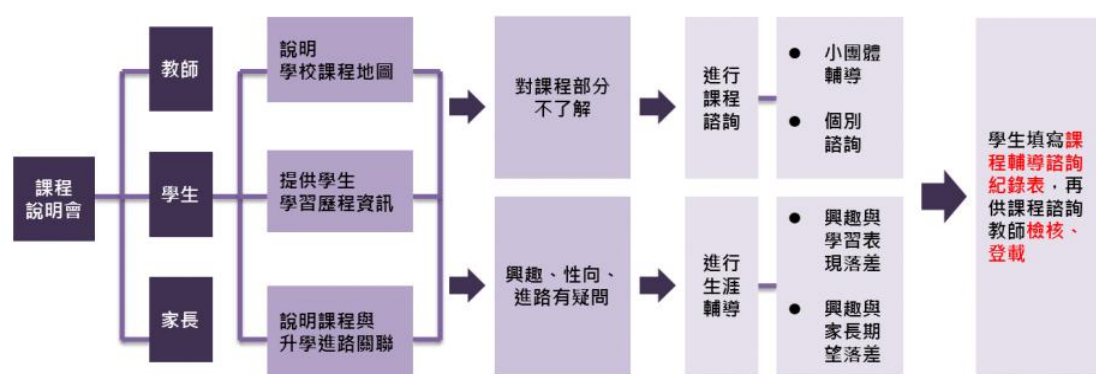 課程
說明會
教師
學生
家長
說明
學校課程地圖
提供學生
學習歷程資訊
說明課程與
升學進路關聯
對課程部分
不了解
興趣、性向、
進路有疑問
進行
課程
諮詢
進行
生涯
輔導
● 小團體
輔導
● 個別
諮詢
● 興趣與
學習表
現落差
● 興趣與
家長期
望落差
學生填寫課
程輔導諮詢
紀錄表，再
供課程諮詢
教師檢核、
登載